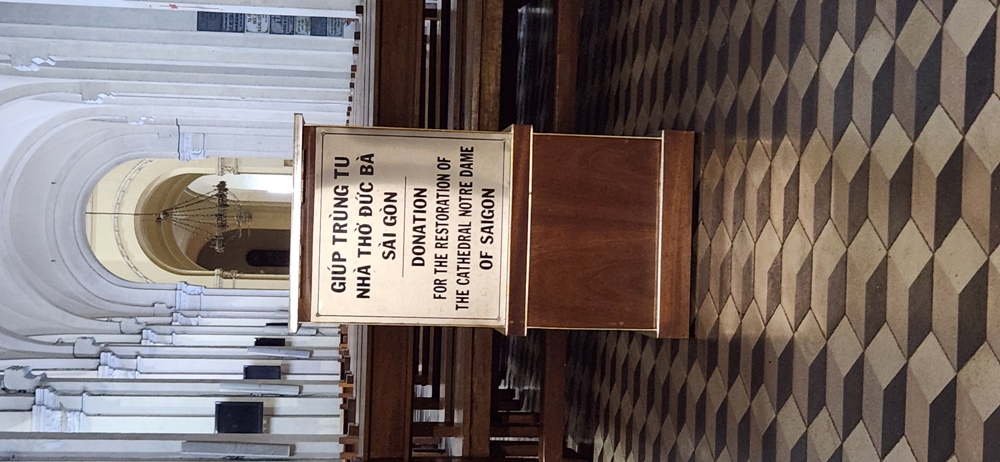 GIÚP TRÙNG TU
NHÀ THỜ ĐỨC BÀ
SÀI GÒN
DONATION
FOR THE RESTORATION OF
THE CATHEDRAL NOTRE DAME
OF SAIGON